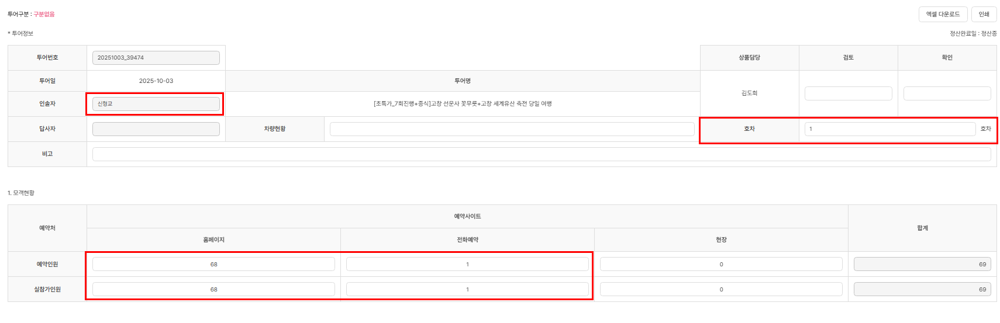 투어구분 : 구분없음
엑셀 다운로드 인쇄
* 투어정보
정산완료일 : 정산중
투어번호 20251003_39474 상품담당 검토 확인
투어일 2025-10-03 투어명
김도희
인솔자 신형교 [초특가_7회진행+중식]고창 선운사 꽃무릇+고창 세계유산 축전 당일 여행
답사자 차량현황 호차 1 호차
비고
1. 모객현황
예약처 예약사이트 합계
홈페이지 전화예약 현장
예약인원 68 1 0 69
실참가인원 68 1 0 69